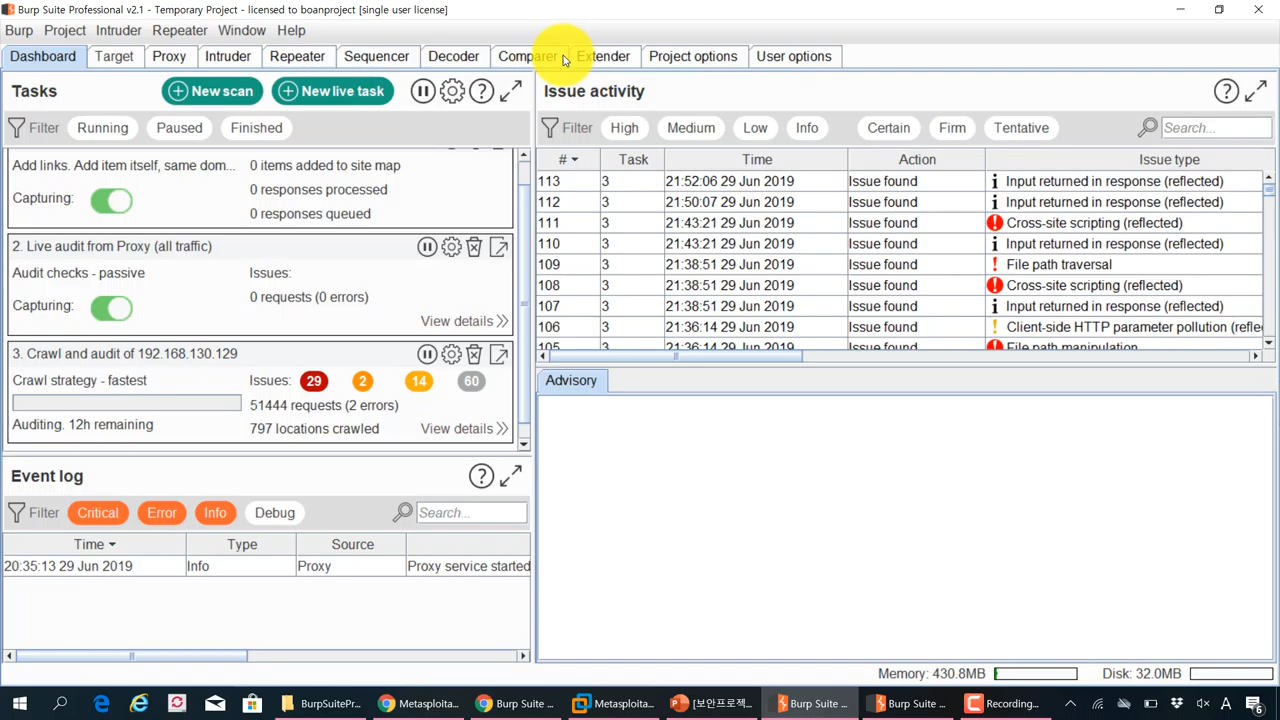 Burp Suite Professional v2.1 - Temporary Project - licensed to boanproject [single user license]
Burp Project Intruder Repeater Window Help
Dashboard Target Proxy Intruder Repeater Sequencer Decoder Comparer Extender Project options User options
Tasks
New scan
New live task
Filter Running Paused Finished
Add links. Add item itself, same dom...
Capturing:
0 items added to site map
0 responses processed
0 responses queued
2. Live audit from Proxy (all traffic)
Audit checks - passive
Capturing:
Issues:
0 requests (0 errors)
View details
3. Crawl and audit of 192.168.130.129
Crawl strategy - fastest
Auditing. 12h remaining
Issues: 29 2 14 60
51444 requests (2 errors)
797 locations crawled
View details
Event log
Filter Critical Error Info Debug Search...
Time Type Source
20:35:13 29 Jun 2019 Info Proxy Proxy service started
Issue activity
Filter High Medium Low Info Certain Firm Tentative Search...
# Task Time Action Issue type
113 3 21:52:06 29 Jun 2019 Issue found Input returned in response (reflected)
112 3 21:50:07 29 Jun 2019 Issue found Input returned in response (reflected)
111 3 21:43:21 29 Jun 2019 Issue found Cross-site scripting (reflected)
110 3 21:43:21 29 Jun 2019 Issue found Input returned in response (reflected)
109 3 21:38:51 29 Jun 2019 Issue found File path traversal
108 3 21:38:51 29 Jun 2019 Issue found Cross-site scripting (reflected)
107 3 21:38:51 29 Jun 2019 Issue found Input returned in response (reflected)
106 3 21:36:14 29 Jun 2019 Issue found Client-side HTTP parameter pollution (refle
105 3 21:36:14 29 Jun 2019 Issue found File path manipulation
Advisory
Memory: 430.8MB Disk: 32.0MB
BurpSuitePr... Metasploita... Burp Suite ... Metasploita... [보안프로제... Burp Suite ... Burp Suite ... Recording... A 6